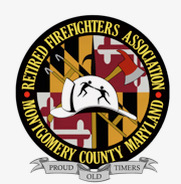 RETIRED FIREFIGHTERS ASSOCIATION
MONTGOMERY COUNTY MARYLAND
PROUD OLD TIMERS